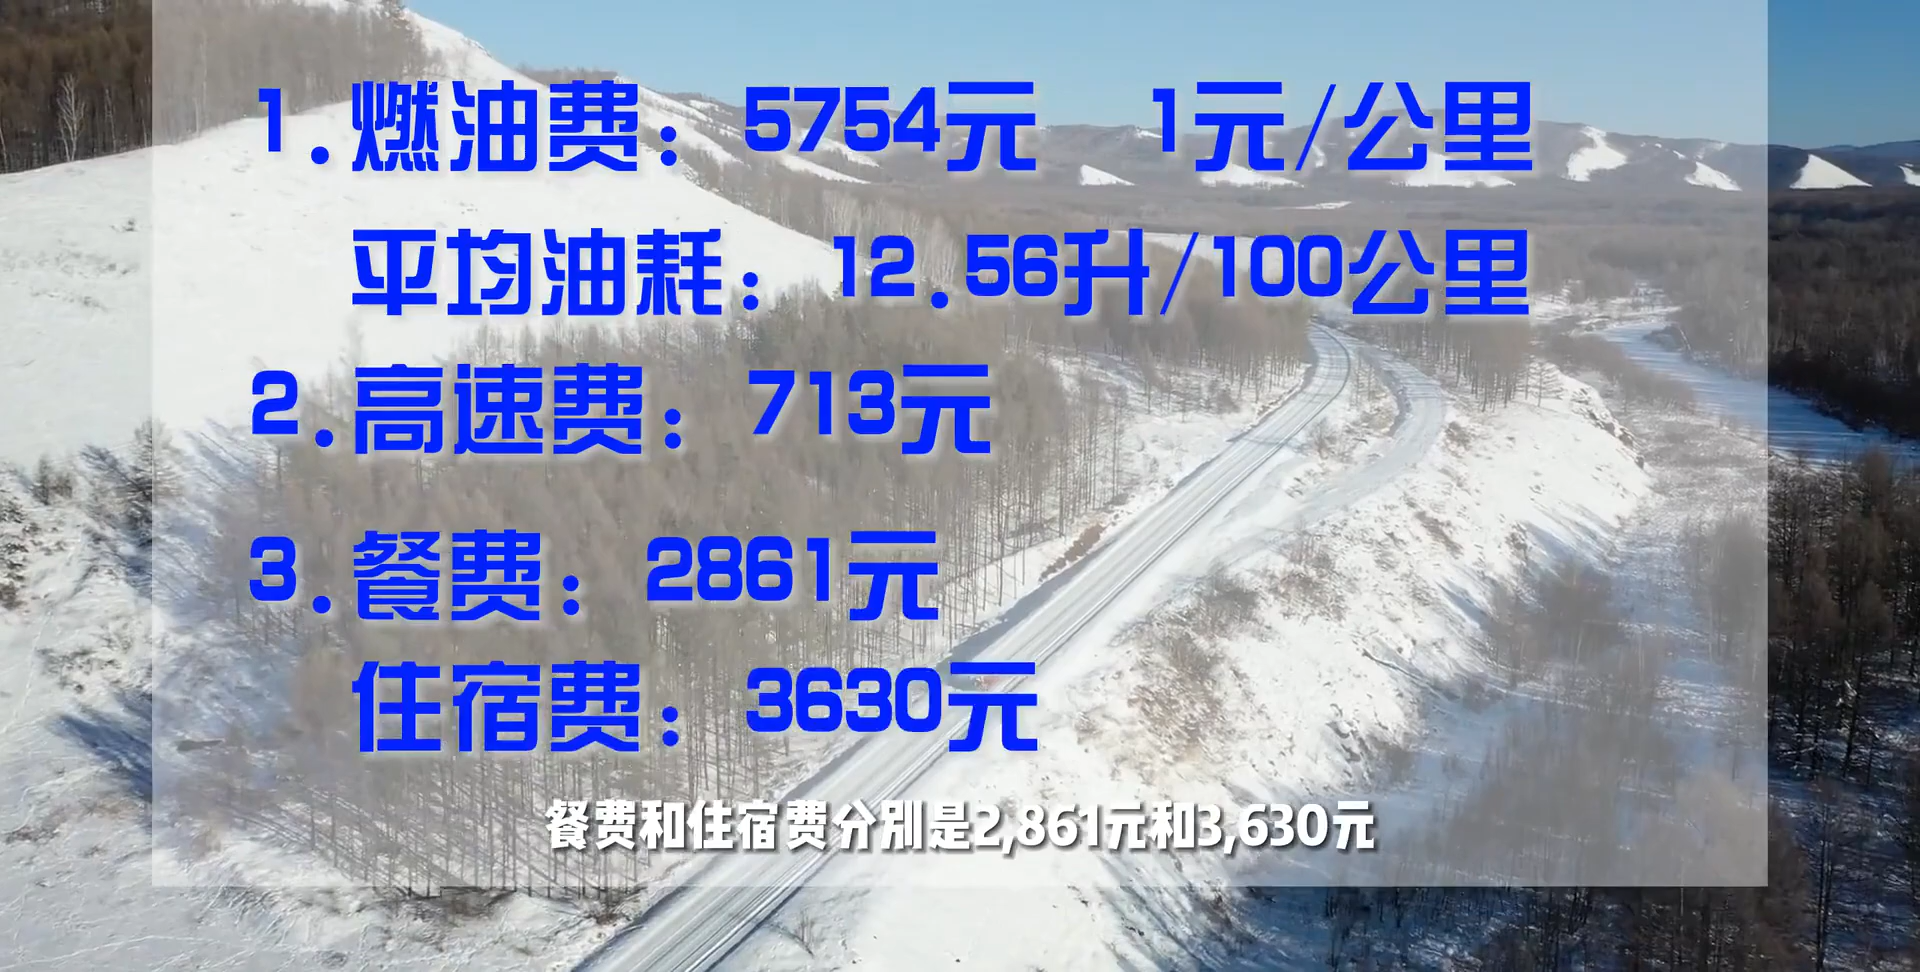 1.燃油费：5754元 1元/公里
平均油耗：12.56升/100公里
2.高速费：713元
3.餐费：2861元
住宿费：3630元
餐费和住宿费分别是2,861元和3,630元